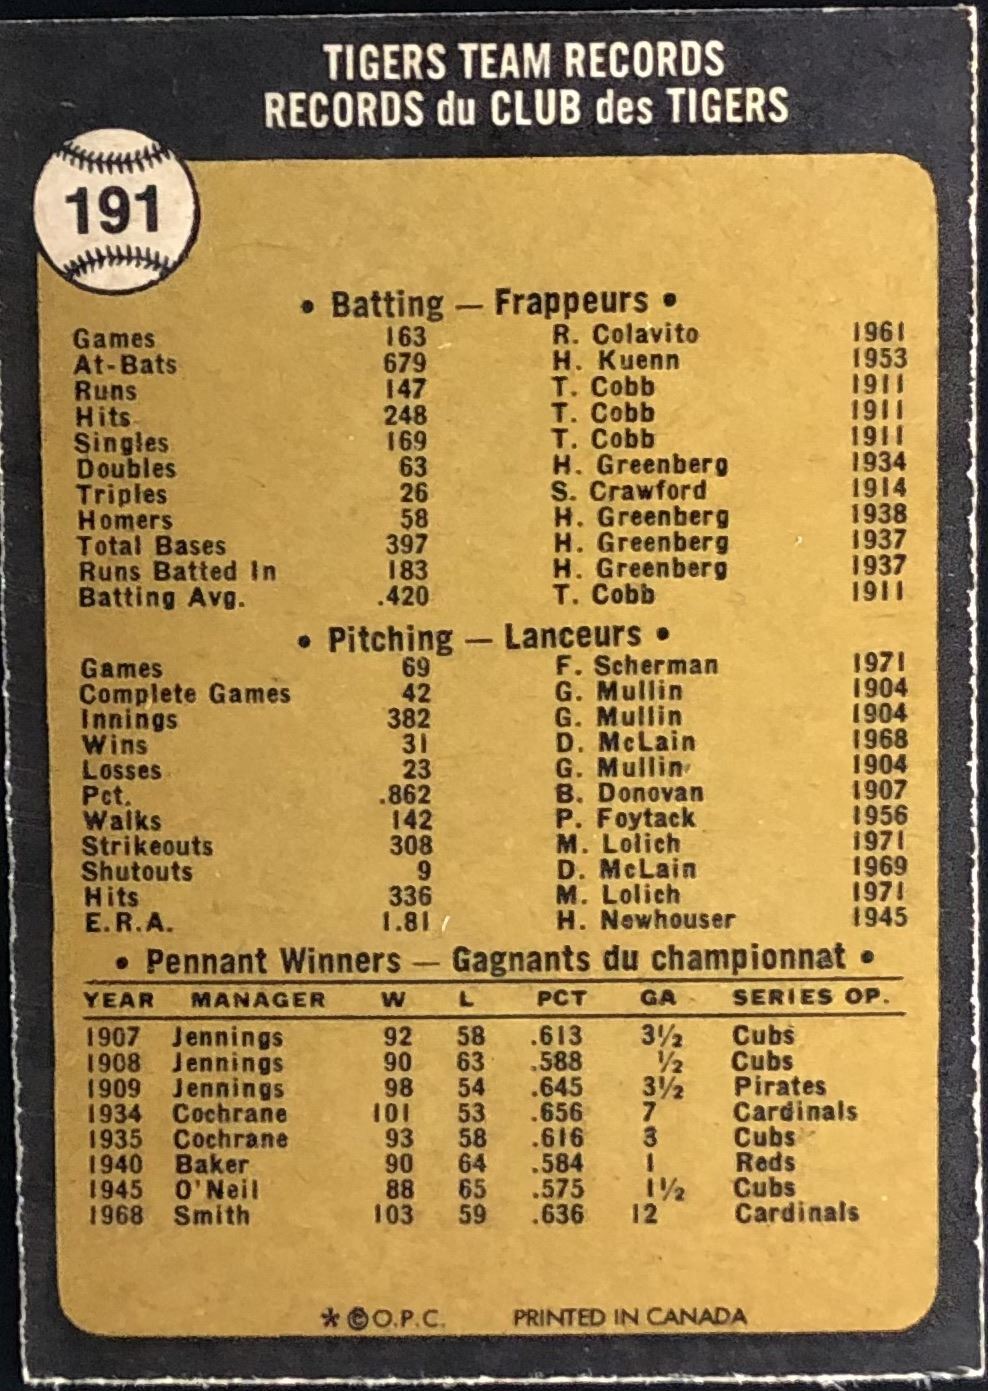 TIGERS TEAM RECORDS
RECORDS du CLUB des TIGERS
191
• Batting — Frappeurs •
Games 163 R. Colavito 1961
At-Bats 679 H. Kuenn 1953
Runs 147 T. Cobb 1911
Hits 248 T. Cobb 1911
Singles 169 T. Cobb 1911
Doubles 63 H. Greenberg 1934
Triples 26 S. Crawford 1914
Homers 58 H. Greenberg 1938
Total Bases 397 H. Greenberg 1937
Runs Batted In 183 H. Greenberg 1937
Batting Avg. .420 T. Cobb 1911
• Pitching — Lanceurs •
Games 69 F. Scherman 1971
Complete Games 42 G. Mullin 1904
Innings 382 G. Mullin 1904
Wins 31 D. McLain 1968
Losses 23 G. Mullin 1904
Pct. .862 B. Donovan 1907
Walks 142 P. Foytack 1956
Strikeouts 308 M. Lolich 1971
Shutouts 9 D. McLain 1969
Hits 336 M. Lolich 1971
E.R.A. 1.81 H. Newhouser 1945
• Pennant Winners — Gagnants du championnat •
YEAR MANAGER W L PCT GA SERIES OP.
1907 Jennings 92 58 .613 3½ Cubs
1908 Jennings 90 63 .588 ½ Cubs
1909 Jennings 98 54 .645 3½ Pirates
1934 Cochrane 101 53 .656 7 Cardinals
1935 Cochrane 93 58 .616 3 Cubs
1940 Baker 90 64 .584 1 Reds
1945 O'Neil 88 65 .575 1½ Cubs
1968 Smith 103 59 .636 12 Cardinals
* © O.P.C. PRINTED IN CANADA